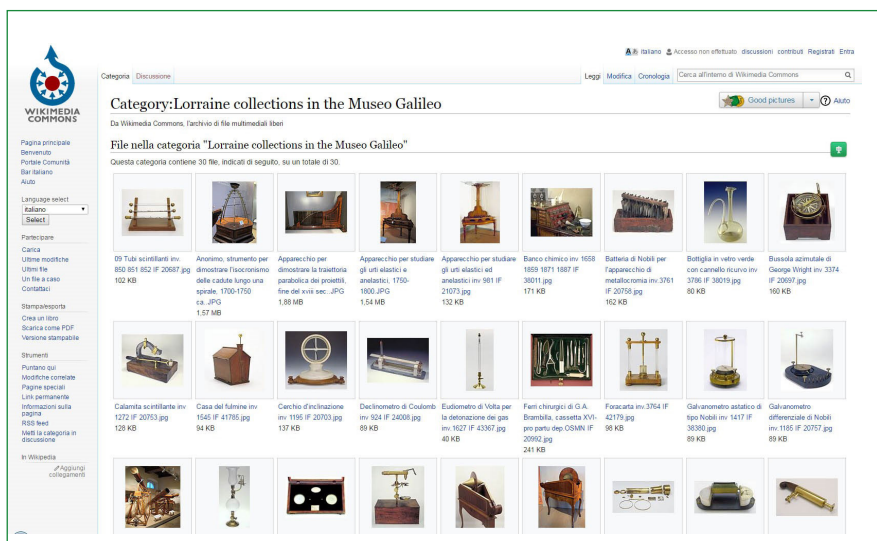 italiano Accesso non effettuato discussioni contributi Registrati Entra
Categoria Discussione
Leggi Modifica Cronologia Cerca all'interno di Wikimedia Commons
WIKIMEDIA
COMMONS
Category:Lorraine collections in the Museo Galileo
Good pictures Aiuto
Da Wikimedia Commons, l'archivio di file multimediali liberi
File nella categoria "Lorraine collections in the Museo Galileo"
Questa categoria contiene 30 file, indicati di seguito, su un totale di 30.
Pagina principale
Benvenuto
Portale Comunità
Bar italiano
Aiuto
Language select
italiano
Select
Partecipare
Carica
Ultime modifiche
Ultimi file
Un file a caso
Contattaci
Stampa/esporta
Crea un libro
Scarica come PDF
Versione stampabile
Strumenti
Puntano qui
Modifiche correlate
Pagine speciali
Link permanente
Informazioni sulla
pagina
RSS feed
Metti la categoria in
discussione
In Wikipedia
Aggiungi
collegamenti
09 Tubi scintillanti inv.
850 851 852 IF 20687.jpg
102 KB
Anonimo, strumento per
dimostrare l'isocronismo
delle cadute lungo una
spirale, 1700-1750
ca..JPG
1,57 MB
Apparecchio per
dimostrare la traiettoria
parabolica dei proiettili,
fine del xviii sec..JPG
1,88 MB
Apparecchio per studiare
gli urti elastici e
anelastici, 1750-
1800.JPG
1,54 MB
Apparecchio per studiare
gli urti elastici ed
anelastici inv 981 IF
21073.jpg
132 KB
Banco chimico inv 1658
1859 1871 1887 IF
38011.jpg
171 KB
Batteria di Nobili per
l'apparecchio di
metallocromia inv.3761
IF 20758.jpg
162 KB
Bottiglia in vetro verde
con cannello ricurvo inv
3786 IF 38019.jpg
80 KB
Bussola azimutale di
George Wright inv 3374
IF 20697.jpg
160 KB
Calamita scintillante inv
1272 IF 20753.jpg
128 KB
Casa del fulmine inv
1545 IF 41785.jpg
94 KB
Cerchio d'inclinazione
inv 1195 IF 20703.jpg
137 KB
Declinometro di Coulomb
inv 924 IF 24008.jpg
89 KB
Eudiometro di Volta per
la detonazione dei gas
inv.1627 IF 43367.jpg
40 KB
Ferri chirurgici di G.A.
Brambilla, cassetta XVI-
pro partu dep.OSMN IF
20992.jpg
241 KB
Foracarta inv.3764 IF
42179.jpg
98 KB
Galvanometro astatico di
tipo Nobili inv 1417 IF
38380.jpg
89 KB
Galvanometro
differenziale di Nobili
inv.1185 IF 20757.jpg
89 KB